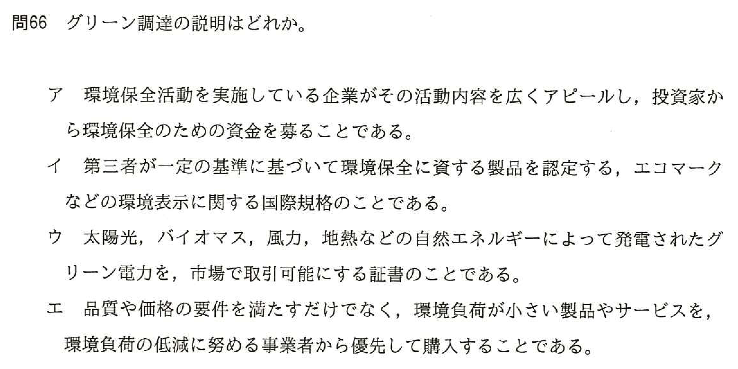 問66 グリーン調達の説明はどれか。
ア 環境保全活動を実施している企業がその活動内容を広くアピールし，投資家か
ら環境保全のための資金を募ることである。
イ 第三者が一定の基準に基づいて環境保全に資する製品を認定する，エコマーク
などの環境表示に関する国際規格のことである。
ウ 太陽光，バイオマス，風力，地熱などの自然エネルギーによって発電されたグ
リーン電力を，市場で取引可能にする証書のことである。
エ 品質や価格の要件を満たすだけでなく，環境負荷が小さい製品やサービスを，
環境負荷の低減に努める事業者から優先して購入することである。